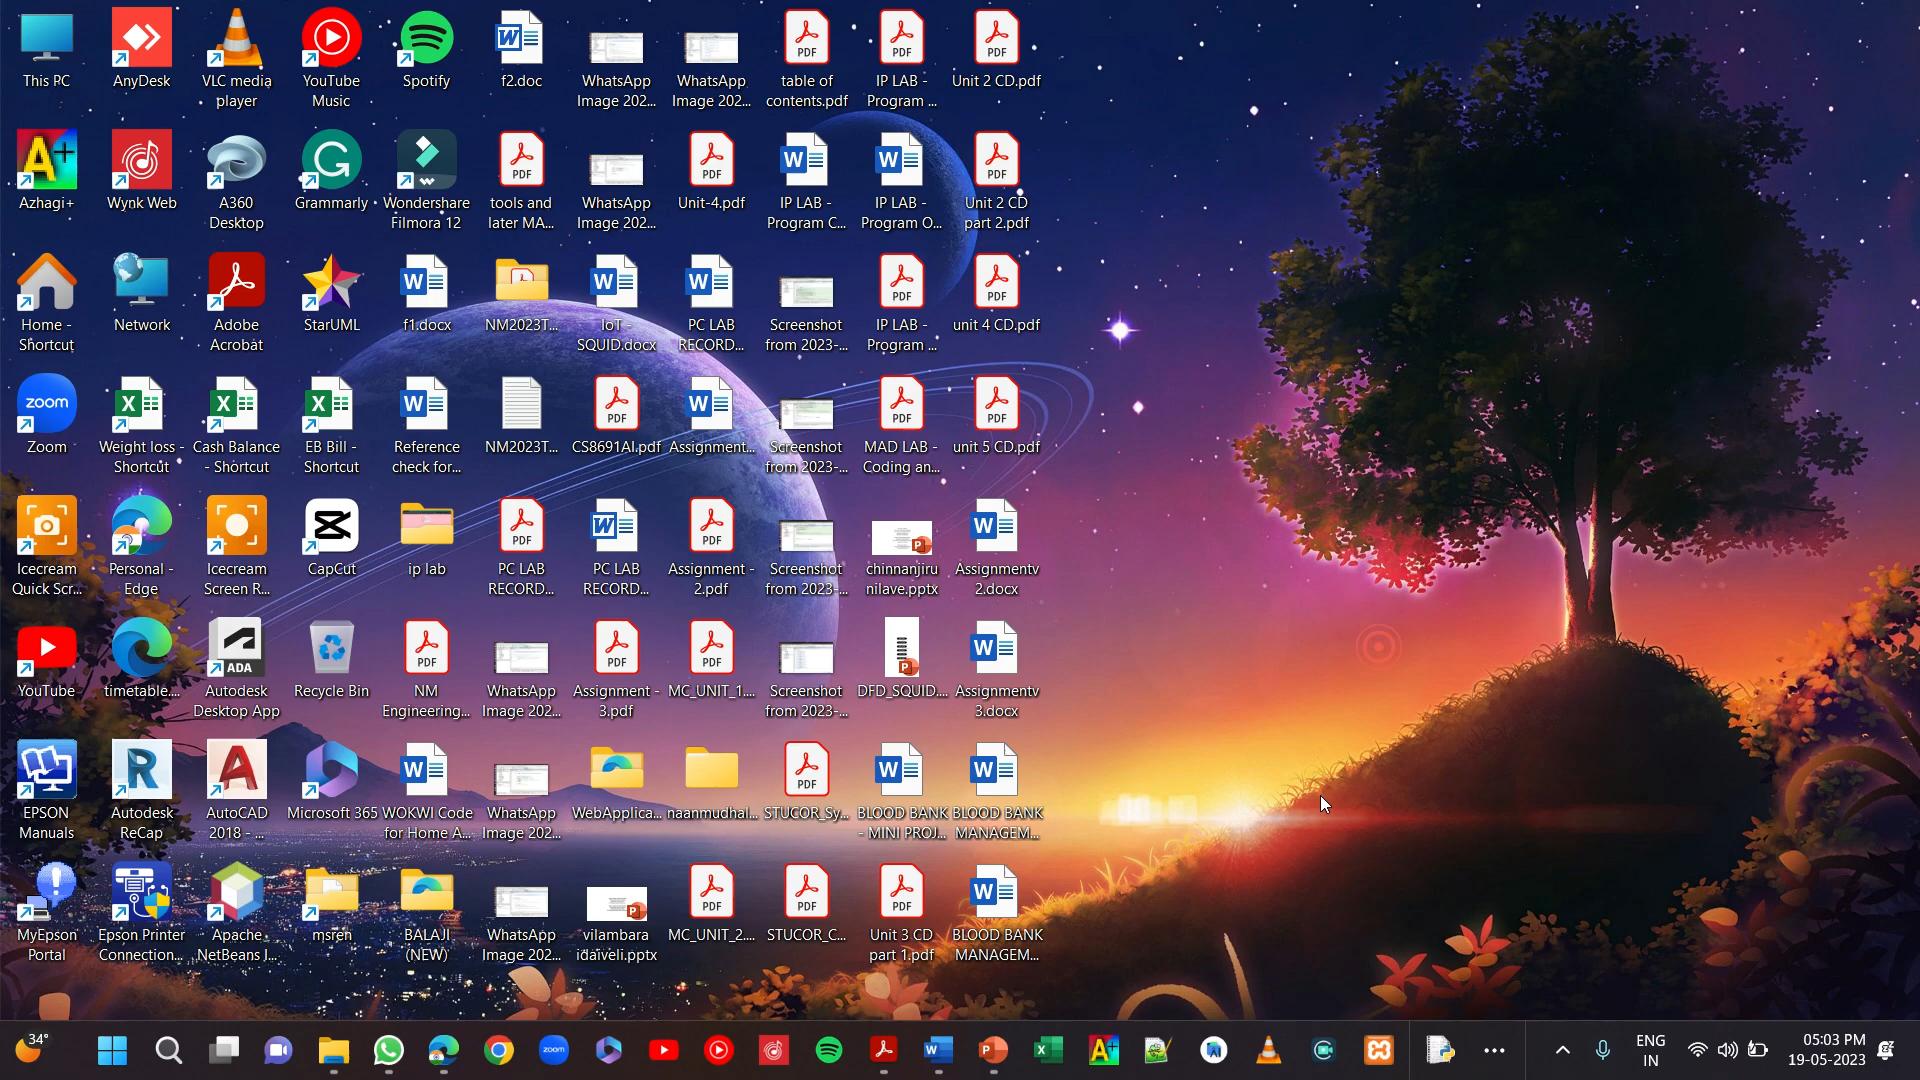 This PC
AnyDesk
VLC media
player
YouTube
Music
Spotify
f2.doc
WhatsApp
Image 202...
WhatsApp
Image 202...
table of
contents.pdf
IP LAB -
Program ...
Unit 2 CD.pdf
Azhagi+
Wynk Web
A360
Desktop
Grammarly
Wondershare
Filmora 12
tools and
later MA...
WhatsApp
Image 202...
Unit-4.pdf
IP LAB -
Program C...
IP LAB -
Program O...
Unit 2 CD
part 2.pdf
Home -
Shortcut
Network
Adobe
Acrobat
StarUML
f1.docx
NM2023T...
IoT -
SQUID.docx
PC LAB
RECORD...
Screenshot
from 2023-...
IP LAB -
Program ...
unit 4 CD.pdf
zoom
Zoom
Weight loss -
Shortcut
Cash Balance
- Shortcut
EB Bill -
Shortcut
Reference
check for...
NM2023T...
CS8691AI.pdf
Assignment...
Screenshot
from 2023-...
MAD LAB -
Coding an...
unit 5 CD.pdf
Icecream
Quick Scr...
Personal -
Edge
Icecream
Screen R...
CapCut
ip lab
PC LAB
RECORD...
PC LAB
RECORD...
Assignment -
2.pdf
Screenshot
from 2023-...
chinnanjiru
nilave.pptx
Assignmentv
2.docx
YouTube
timetable....
ADA
Autodesk
Desktop App
Recycle Bin
NM
Engineering...
WhatsApp
Image 202...
Assignment -
3.pdf
MC_UNIT_1....
Screenshot
from 2023-...
DFD_SQUID....
Assignmentv
3.docx
EPSON
Manuals
Autodesk
ReCap
AutoCAD
2018 - ...
Microsoft 365
WOKWI Code
for Home A...
WhatsApp
Image 202...
WebApplica...
naanmudhal...
STUCOR_Sy...
BLOOD BANK
- MINI PROJ...
BLOOD BANK
MANAGEM...
MyEpson
Portal
Epson Printer
Connection...
Apache
NetBeans I...
msren
BALAJI
(NEW)
WhatsApp
Image 202...
vilambara
idaiveli.pptx
MC_UNIT_2....
STUCOR_C...
Unit 3 CD
part 1.pdf
BLOOD BANK
MANAGEM...
34°
zoom
ENG
IN
05:03 PM
19-05-2023